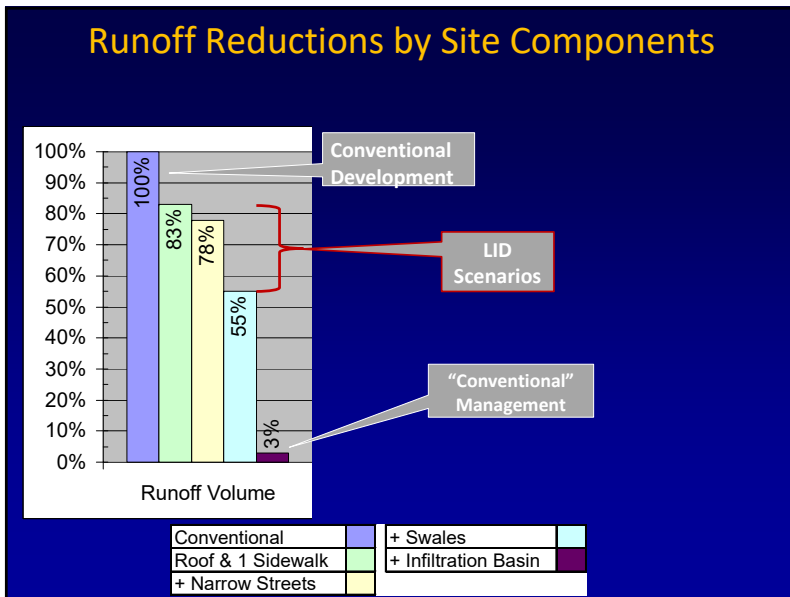 Runoff Reductions by Site Components
100%
90%
80%
70%
60%
50%
40%
30%
20%
10%
0%
100%
83%
78%
55%
3%
Runoff Volume
Conventional
Development
LID
Scenarios
“Conventional”
Management
Conventional
+ Swales
Roof & 1 Sidewalk
+ Infiltration Basin
+ Narrow Streets